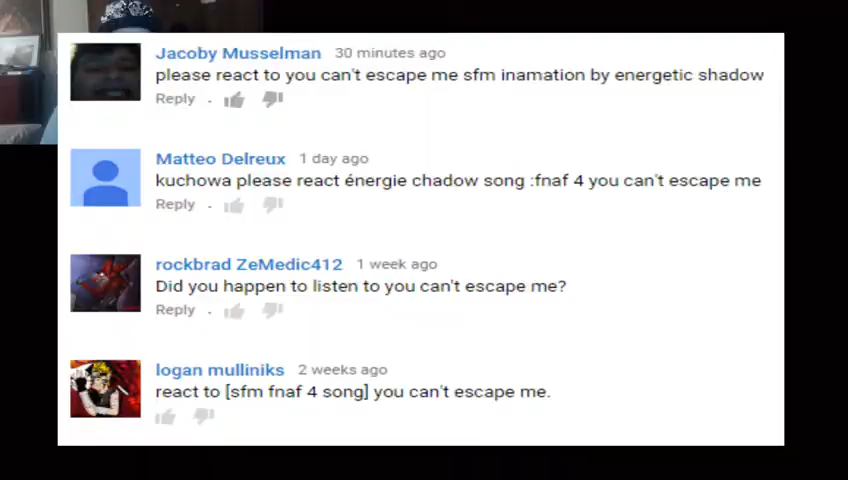 Jacoby Musselman 30 minutes ago
please react to you can't escape me sfm inamation by energetic shadow
Reply .
Matteo Delreux 1 day ago
kuchowa please react énergie chadow song :fnaf 4 you can't escape me
Reply .
rockbrad ZeMedic412 1 week ago
Did you happen to listen to you can't escape me?
Reply .
logan mulliniks 2 weeks ago
react to [sfm fnaf 4 song] you can't escape me.